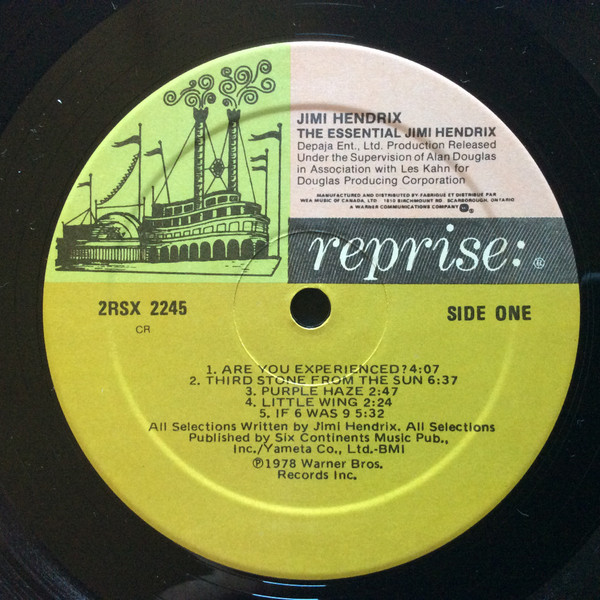 JIMI HENDRIX
THE ESSENTIAL JIMI HENDRIX
Depaja Ent., Ltd. Production Released
Under the Supervision of Alan Douglas
in Association with Les Kahn for
Douglas Producing Corporation
MANUFACTURED AND DISTRIBUTED BY/FABRIQUE ET DISTRIBUE PAR
WEA MUSIC OF CANADA, LTD 1810 BIRCHMOUNT RD., SCARBOROUGH, ONTARIO
A WARNER COMMUNICATIONS COMPANY
reprise: ®
2RSX 2245
SIDE ONE
CR
1. ARE YOU EXPERIENCED? 4:07
2. THIRD STONE FROM THE SUN 6:37
3. PURPLE HAZE 2:47
4. LITTLE WING 2:24
5. IF 6 WAS 9 5:32
All Selections Written by Jimi Hendrix. All Selections
Published by Six Continents Music Pub.,
Inc./Yameta Co., Ltd.-BMI
℗1978 Warner Bros.
Records Inc.